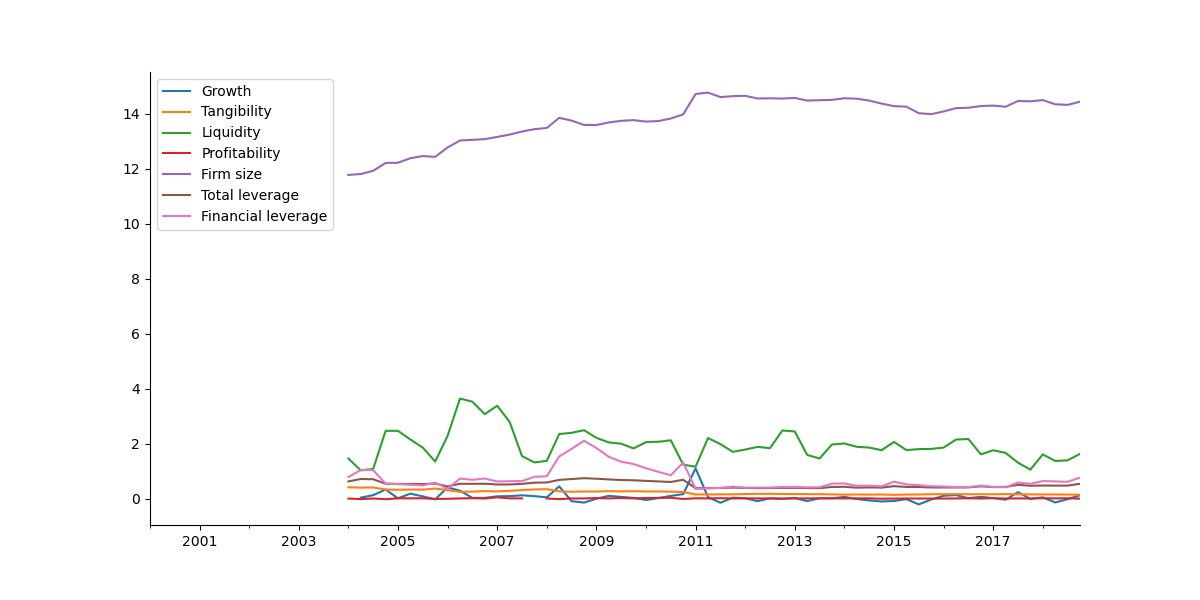 Growth
Tangibility
Liquidity
Profitability
Firm size
Total leverage
Financial leverage
14
12
10
8
6
4
2
0
2001 2003 2005 2007 2009 2011 2013 2015 2017